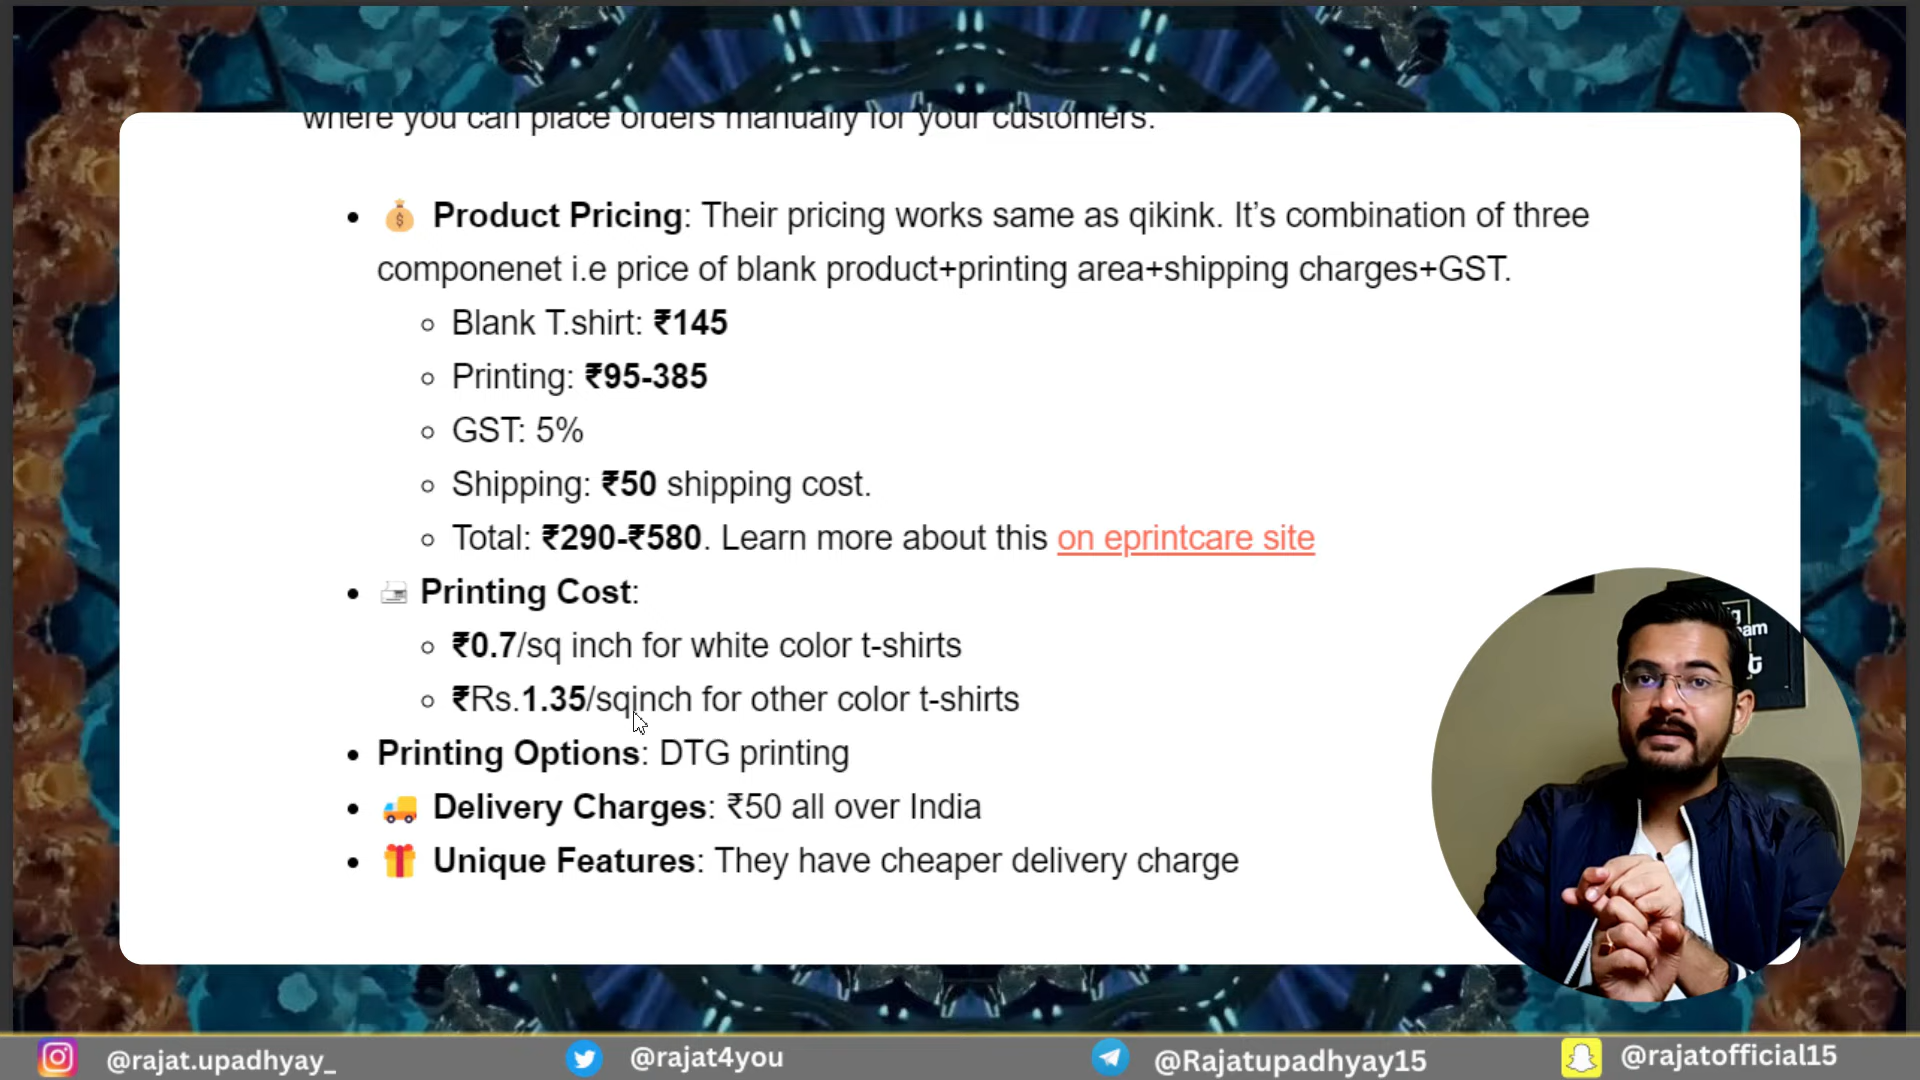 where you can place orders manually for your customers.
Product Pricing: Their pricing works same as qikink. It’s combination of three
componenet i.e price of blank product+printing area+shipping charges+GST.
Blank T.shirt: ₹145
Printing: ₹95-385
GST: 5%
Shipping: ₹50 shipping cost.
Total: ₹290-₹580. Learn more about this on eprintcare site
Printing Cost:
₹0.7/sq inch for white color t-shirts
₹Rs.1.35/sqinch for other color t-shirts
Printing Options: DTG printing
Delivery Charges: ₹50 all over India
Unique Features: They have cheaper delivery charge
@rajat.upadhyay_
@rajat4you
@Rajatupadhyay15
@rajatofficial15